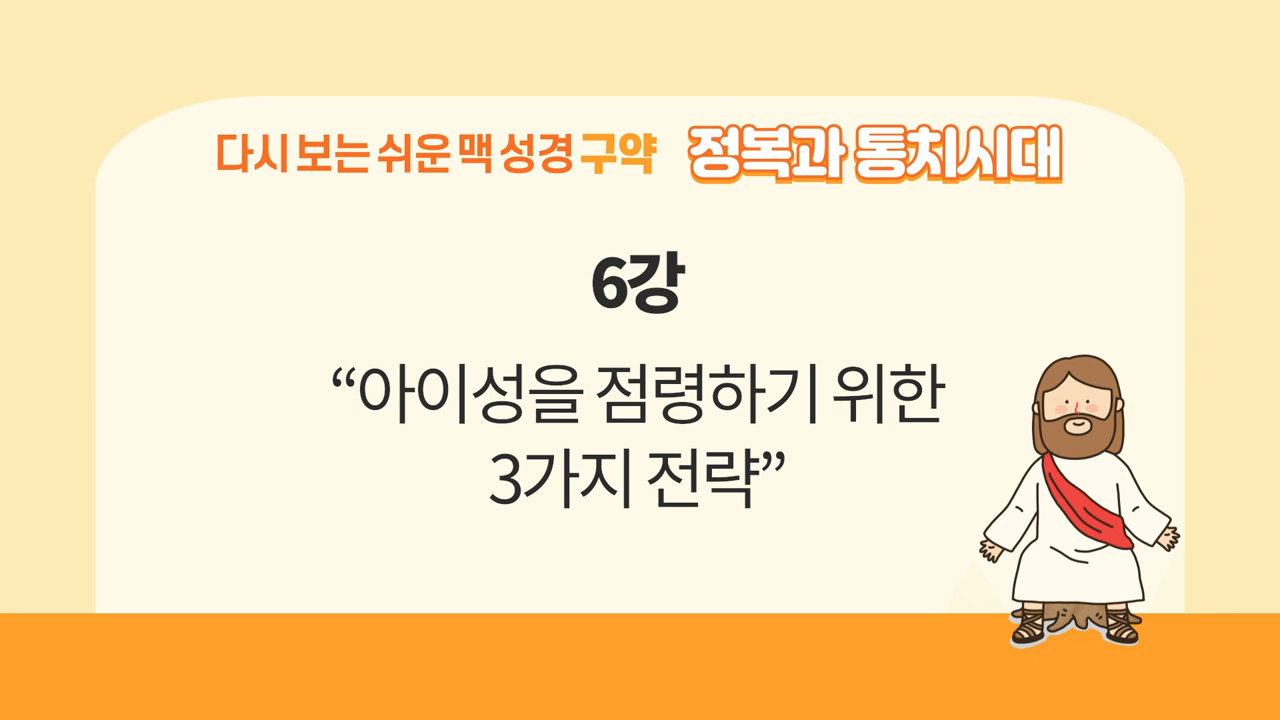 다시 보는 쉬운 맥 성경 구약 정복과 통치시대
6강
“아이성을 점령하기 위한
3가지 전략”